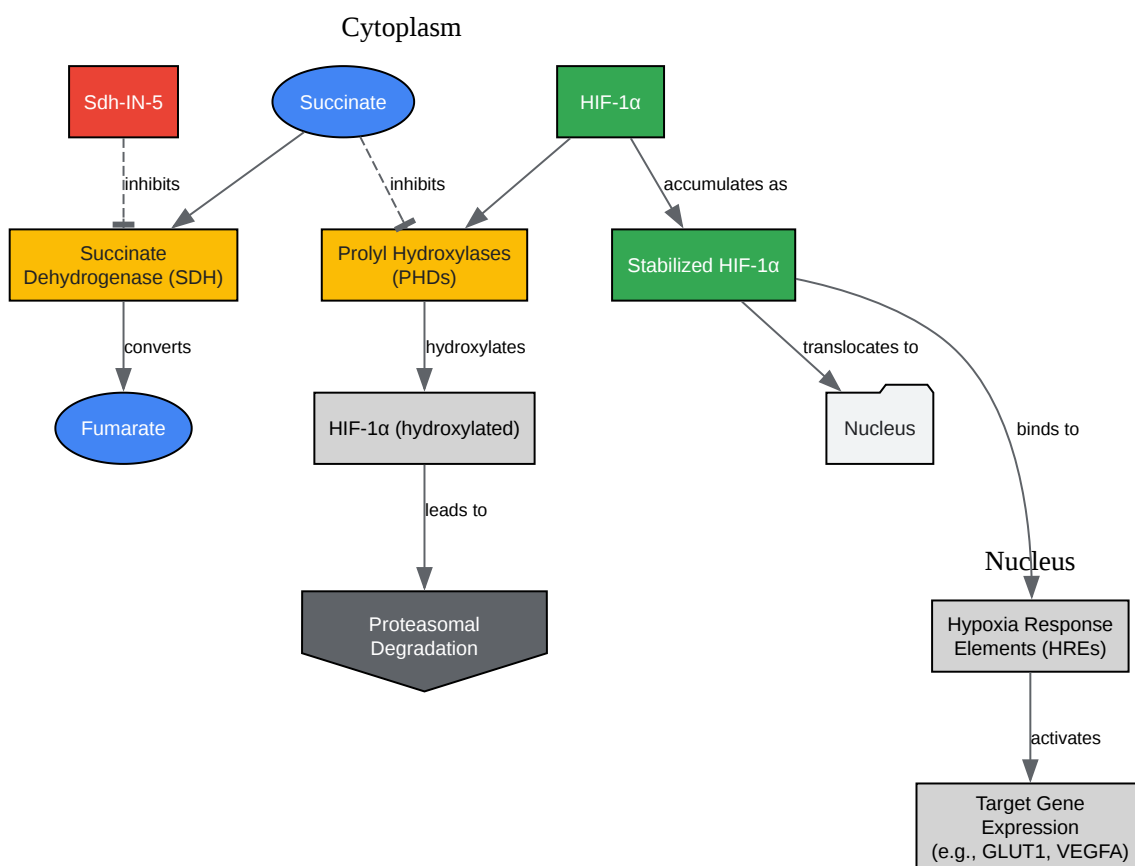 Cytoplasm
Sdh-IN-5
Succinate
HIF-1α
inhibits
inhibits
accumulates as
Succinate
Dehydrogenase (SDH)
Prolyl Hydroxylases
(PHDs)
Stabilized HIF-1α
converts
hydroxylates
translocates to
Fumarate
HIF-1α (hydroxylated)
Nucleus
binds to
leads to
Nucleus
Proteasomal
Degradation
Hypoxia Response
Elements (HREs)
activates
Target Gene
Expression
(e.g., GLUT1, VEGFA)